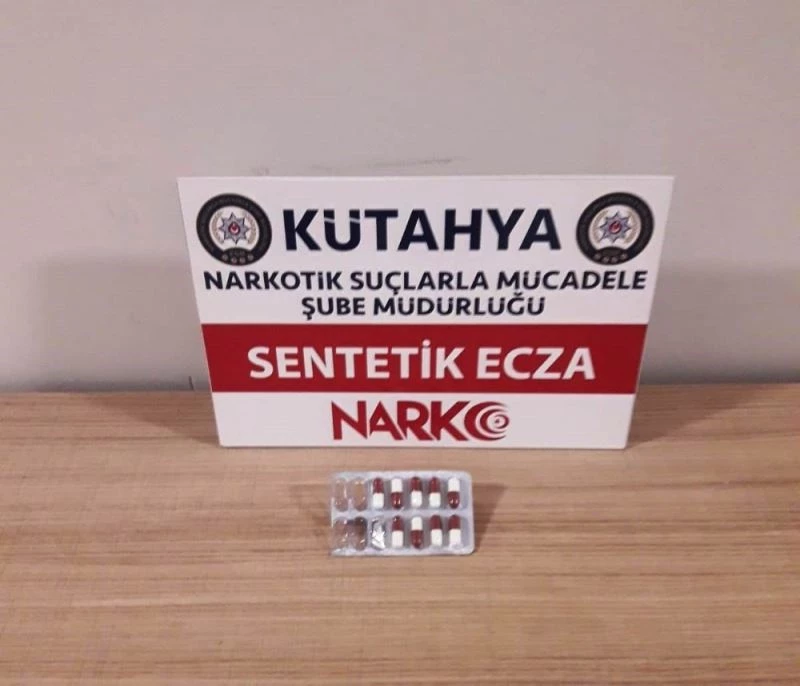 KÜTAHYA
NARKOTİK SUÇLARLA MÜCADELE
ŞUBE MÜDÜRLÜĞÜ
SENTETİK ECZA
NARKO